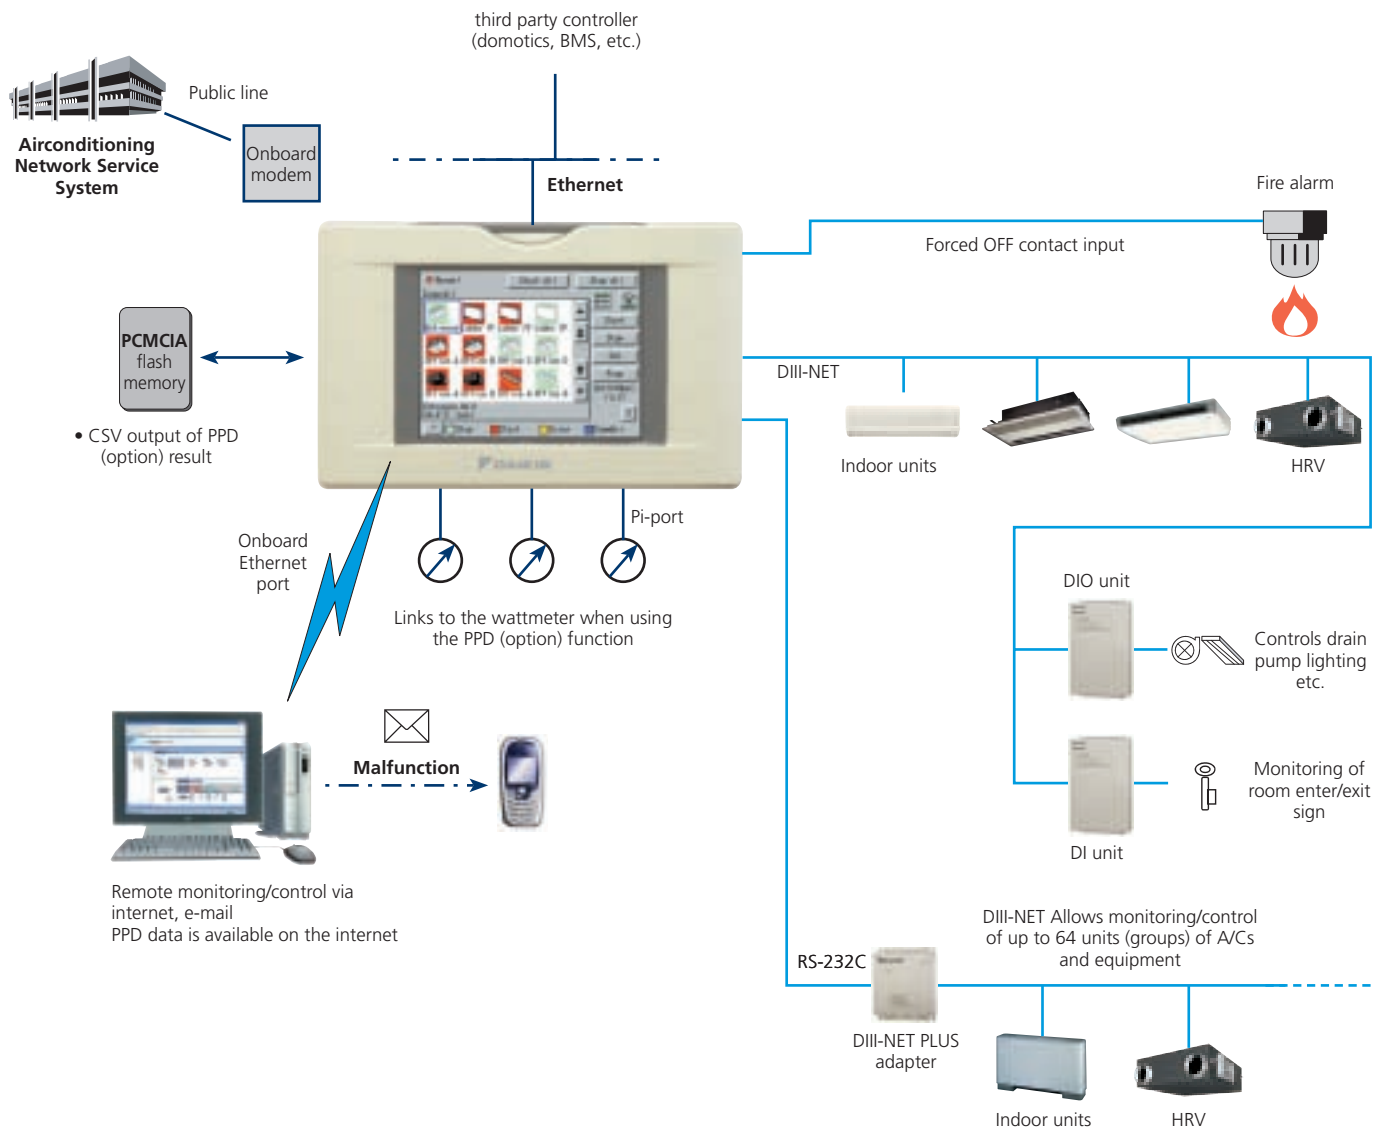 third party controller
(domotics, BMS, etc.)
Public line
Airconditioning
Network Service
System
Onboard
modem
Ethernet
Fire alarm
Forced OFF contact input
PCMCIA
flash
memory
• CSV output of PPD
(option) result
DIII-NET
Indoor units
HRV
Pi-port
Onboard
Ethernet
port
Links to the wattmeter when using
the PPD (option) function
DIO unit
Controls drain
pump lighting
etc.
Malfunction
Monitoring of
room enter/exit
sign
DI unit
Remote monitoring/control via
internet, e-mail
PPD data is available on the internet
DIII-NET Allows monitoring/control
of up to 64 units (groups) of A/Cs
and equipment
RS-232C
DIII-NET PLUS
adapter
Indoor units
HRV